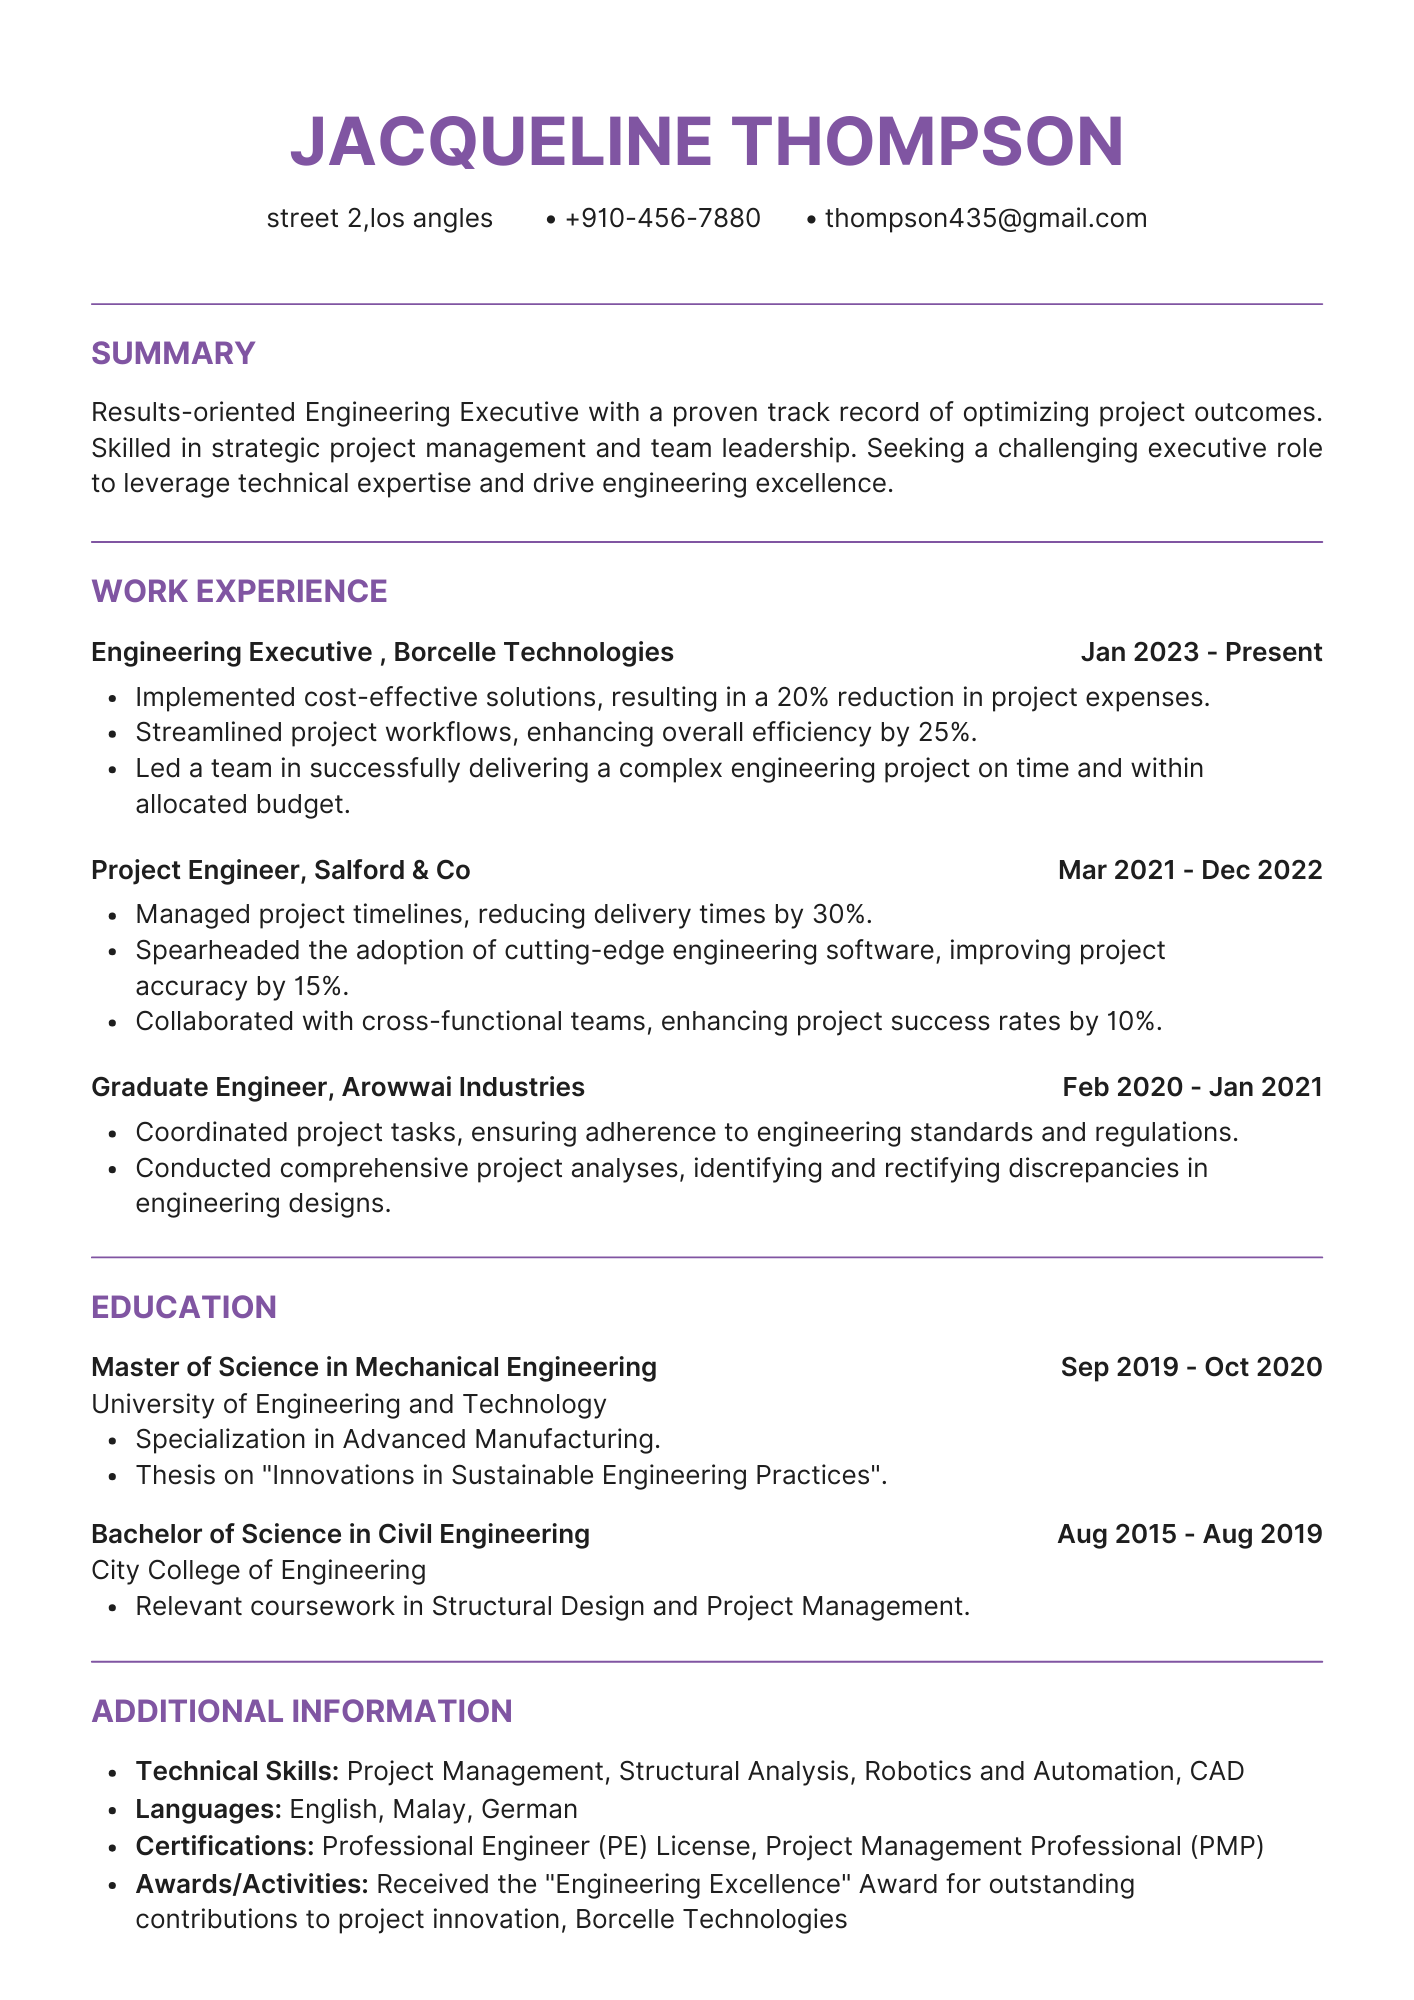 JACQUELINE THOMPSON
street 2,los angles • +910-456-7880 • thompson435@gmail.com
SUMMARY
Results-oriented Engineering Executive with a proven track record of optimizing project outcomes.
Skilled in strategic project management and team leadership. Seeking a challenging executive role
to leverage technical expertise and drive engineering excellence.
WORK EXPERIENCE
Engineering Executive , Borcelle Technologies Jan 2023 - Present
• Implemented cost-effective solutions, resulting in a 20% reduction in project expenses.
• Streamlined project workflows, enhancing overall efficiency by 25%.
• Led a team in successfully delivering a complex engineering project on time and within
allocated budget.
Project Engineer, Salford & Co Mar 2021 - Dec 2022
• Managed project timelines, reducing delivery times by 30%.
• Spearheaded the adoption of cutting-edge engineering software, improving project
accuracy by 15%.
• Collaborated with cross-functional teams, enhancing project success rates by 10%.
Graduate Engineer, Arowwai Industries Feb 2020 - Jan 2021
• Coordinated project tasks, ensuring adherence to engineering standards and regulations.
• Conducted comprehensive project analyses, identifying and rectifying discrepancies in
engineering designs.
EDUCATION
Master of Science in Mechanical Engineering Sep 2019 - Oct 2020
University of Engineering and Technology
• Specialization in Advanced Manufacturing.
• Thesis on "Innovations in Sustainable Engineering Practices".
Bachelor of Science in Civil Engineering Aug 2015 - Aug 2019
City College of Engineering
• Relevant coursework in Structural Design and Project Management.
ADDITIONAL INFORMATION
• Technical Skills: Project Management, Structural Analysis, Robotics and Automation, CAD
• Languages: English, Malay, German
• Certifications: Professional Engineer (PE) License, Project Management Professional (PMP)
• Awards/Activities: Received the "Engineering Excellence" Award for outstanding
contributions to project innovation, Borcelle Technologies